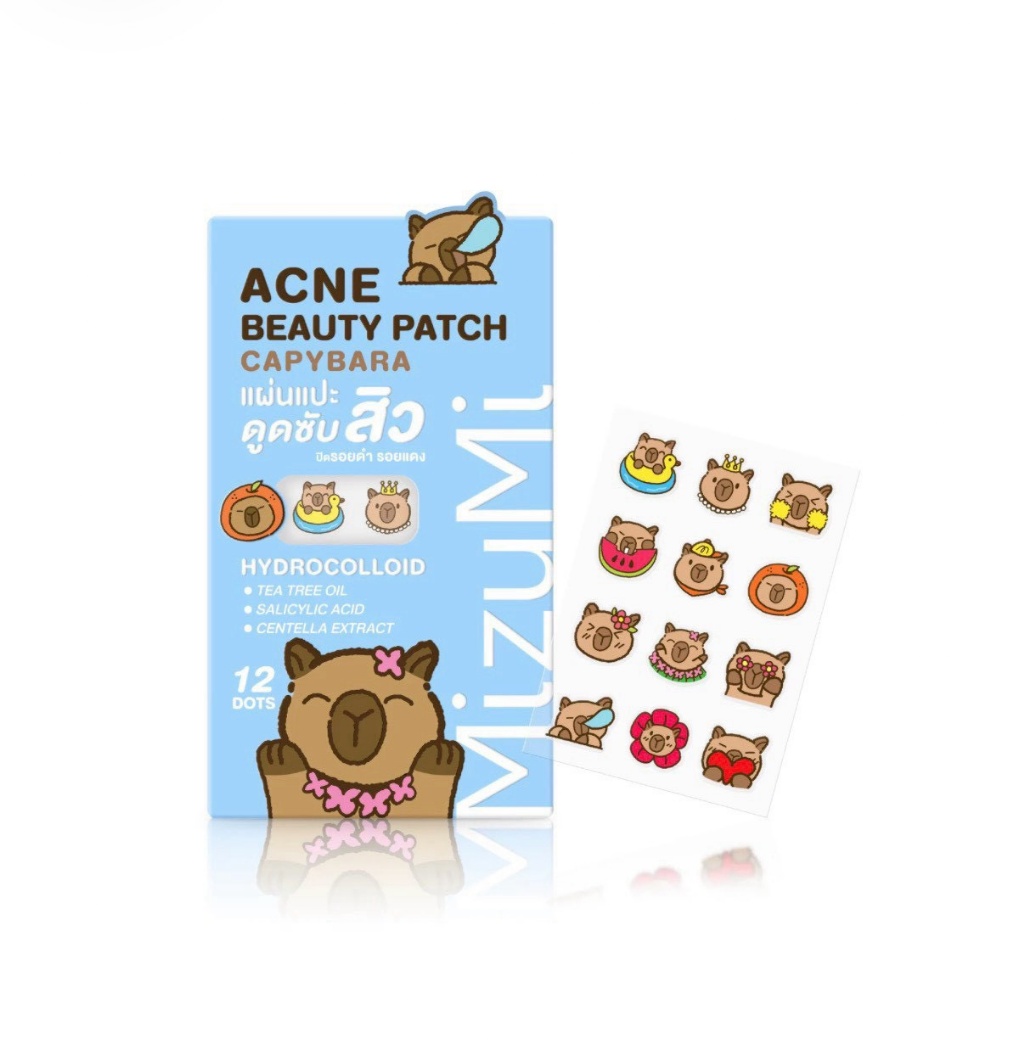 ACNE
BEAUTY PATCH
CAPYBARA
แผ่นแปะ
ดูดซับสิว
ปิดรอยดำ รอยแดง
HYDROCOLLOID
• TEA TREE OIL
• SALICYLIC ACID
• CENTELLA EXTRACT
12
DOTS
MizuMi